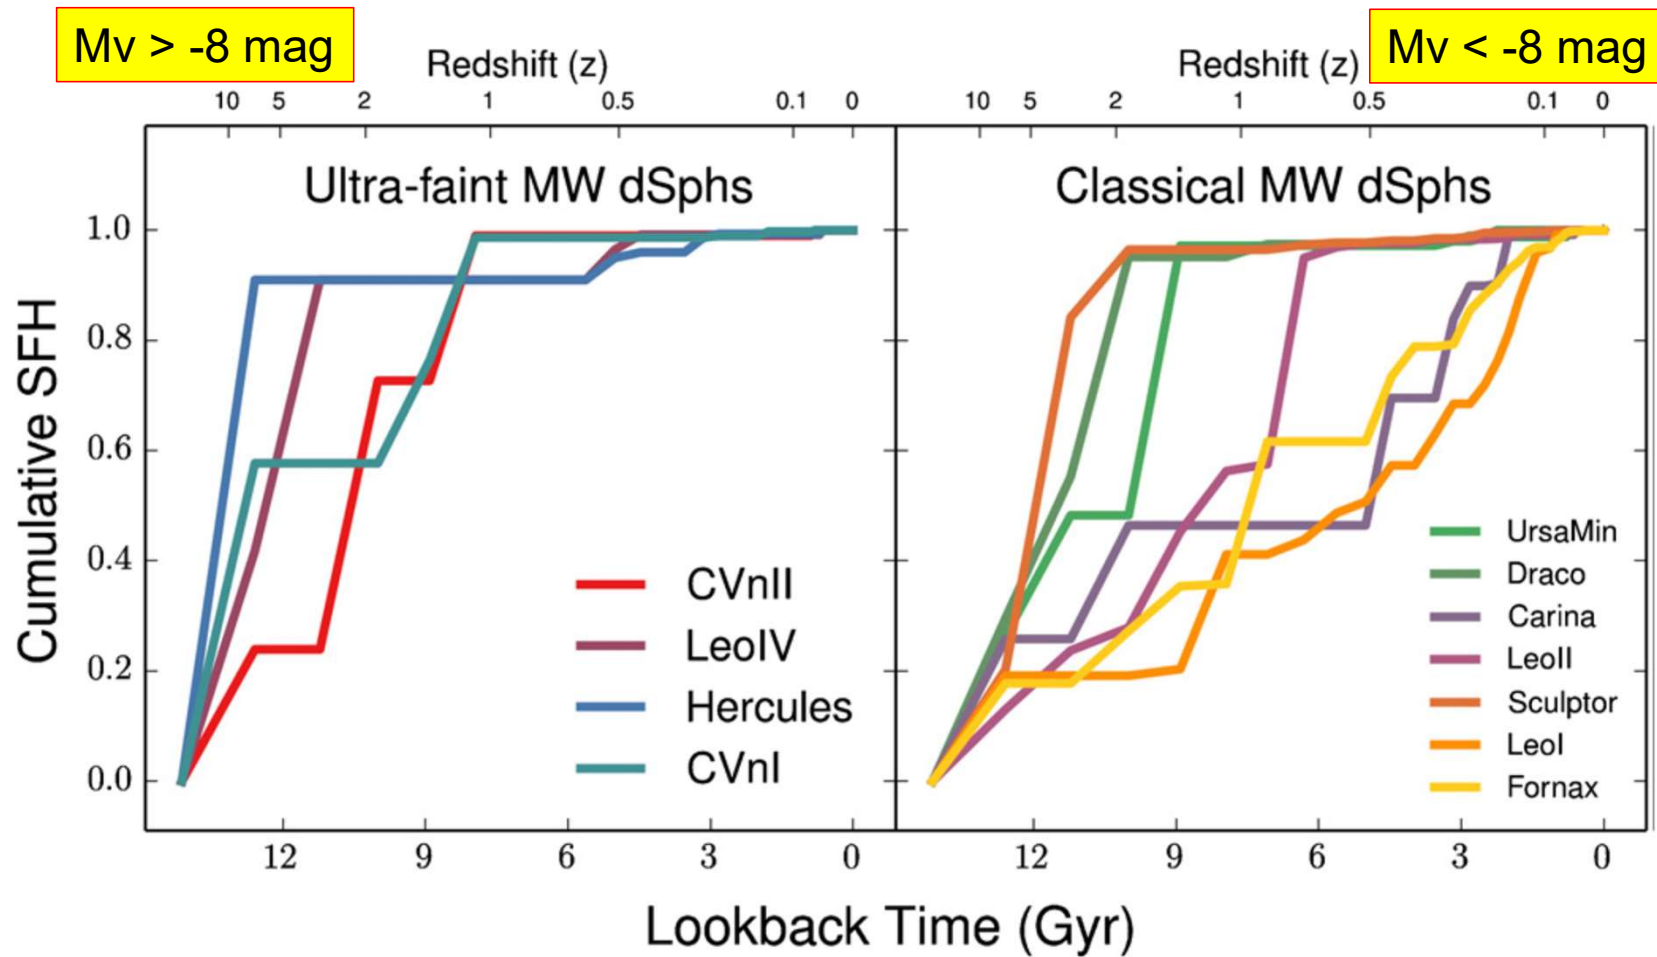 Mv > -8 mag
Mv < -8 mag
Redshift (z)
Redshift (z)
10 5 2 1 0.5 0.1 0
10 5 2 1 0.5 0.1 0
Ultra-faint MW dSphs
Classical MW dSphs
Cumulative SFH
1.0
0.8
0.6
0.4
0.2
0.0
CVnII
LeoIV
Hercules
CVnI
UrsaMin
Draco
Carina
LeoII
Sculptor
LeoI
Fornax
12 9 6 3 0
12 9 6 3 0
Lookback Time (Gyr)